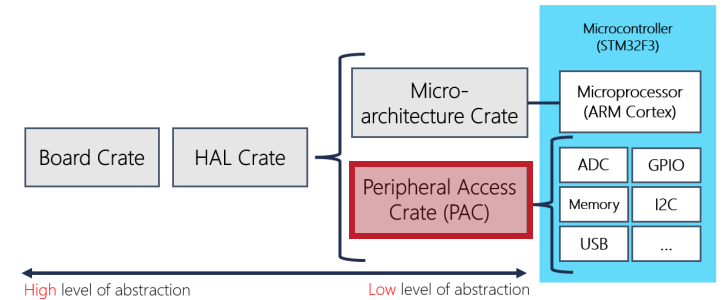 Microcontroller
(STM32F3)
Micro-
architecture Crate
Microprocessor
(ARM Cortex)
Board Crate
HAL Crate
Peripheral Access
Crate (PAC)
ADC
GPIO
Memory
I2C
USB
...
High level of abstraction
Low level of abstraction